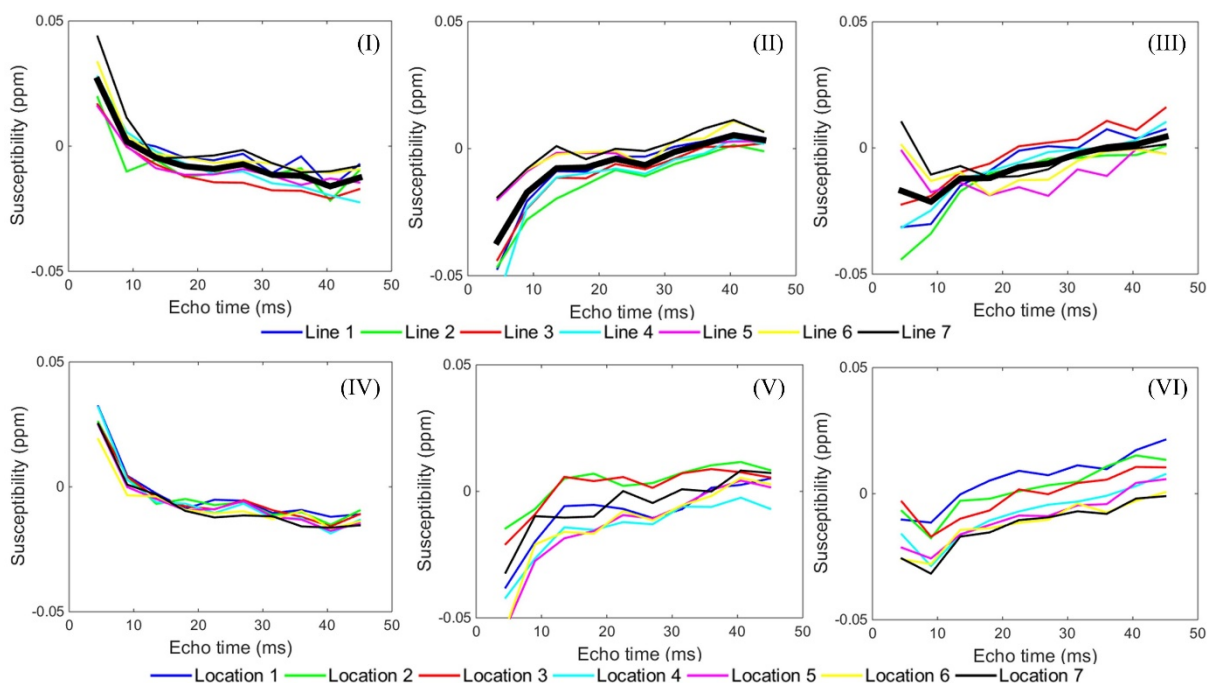 (I)
Susceptibility (ppm)
0.05
0
-0.05
0 10 20 30 40 50
Echo time (ms)
(II)
Susceptibility (ppm)
0.05
0
-0.05
0 10 20 30 40 50
Echo time (ms)
(III)
Susceptibility (ppm)
0.05
0
-0.05
0 10 20 30 40 50
Echo time (ms)
Line 1 Line 2 Line 3 Line 4 Line 5 Line 6 Line 7
(IV)
Susceptibility (ppm)
0.05
0
-0.05
0 10 20 30 40 50
Echo time (ms)
(V)
Susceptibility (ppm)
0.05
0
-0.05
0 10 20 30 40 50
Echo time (ms)
(VI)
Susceptibility (ppm)
0.05
0
-0.05
0 10 20 30 40 50
Echo time (ms)
Location 1 Location 2 Location 3 Location 4 Location 5 Location 6 Location 7